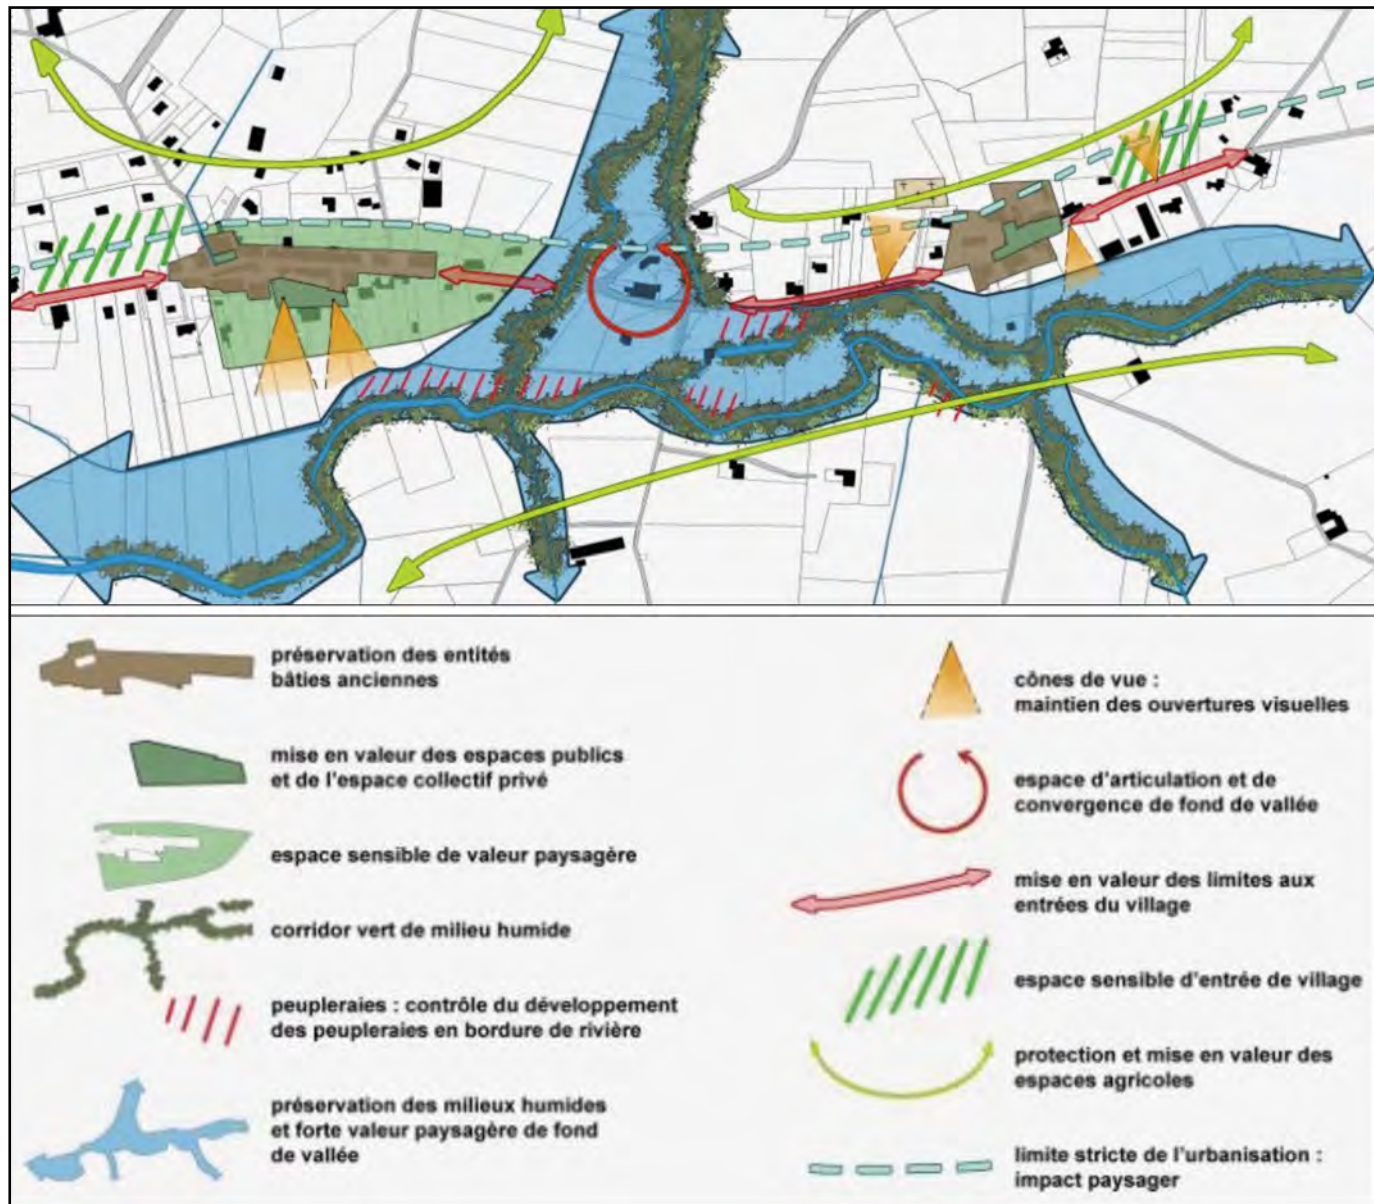 préservation des entités
bâties anciennes
mise en valeur des espaces publics
et de l'espace collectif privé
espace sensible de valeur paysagère
corridor vert de milieu humide
peupleraies : contrôle du développement
des peupleraies en bordure de rivière
préservation des milieux humides
et forte valeur paysagère de fond
de vallée
cônes de vue :
maintien des ouvertures visuelles
espace d'articulation et de
convergence de fond de vallée
mise en valeur des limites aux
entrées du village
espace sensible d'entrée de village
protection et mise en valeur des
espaces agricoles
limite stricte de l'urbanisation :
impact paysager